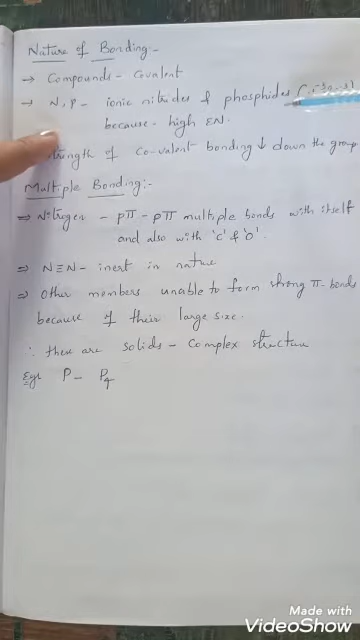 Nature of Bonding:-
→ Compounds - Covalent
→ N, P - ionic nitrides & phosphides
because - high EN.
Strength of Co-valent bonding ↓ down the group
Multiple Bonding:-
⇒ Nitrogen - pπ - pπ multiple bonds with itself
and also with 'C' & 'O'.
⇒ N≡N - inert in nature
⇒ Other members unable to form strong π-bonds
because of their large size.
∴ these are solids - Complex structure
Eg: P - P4
Made With
VideoShow